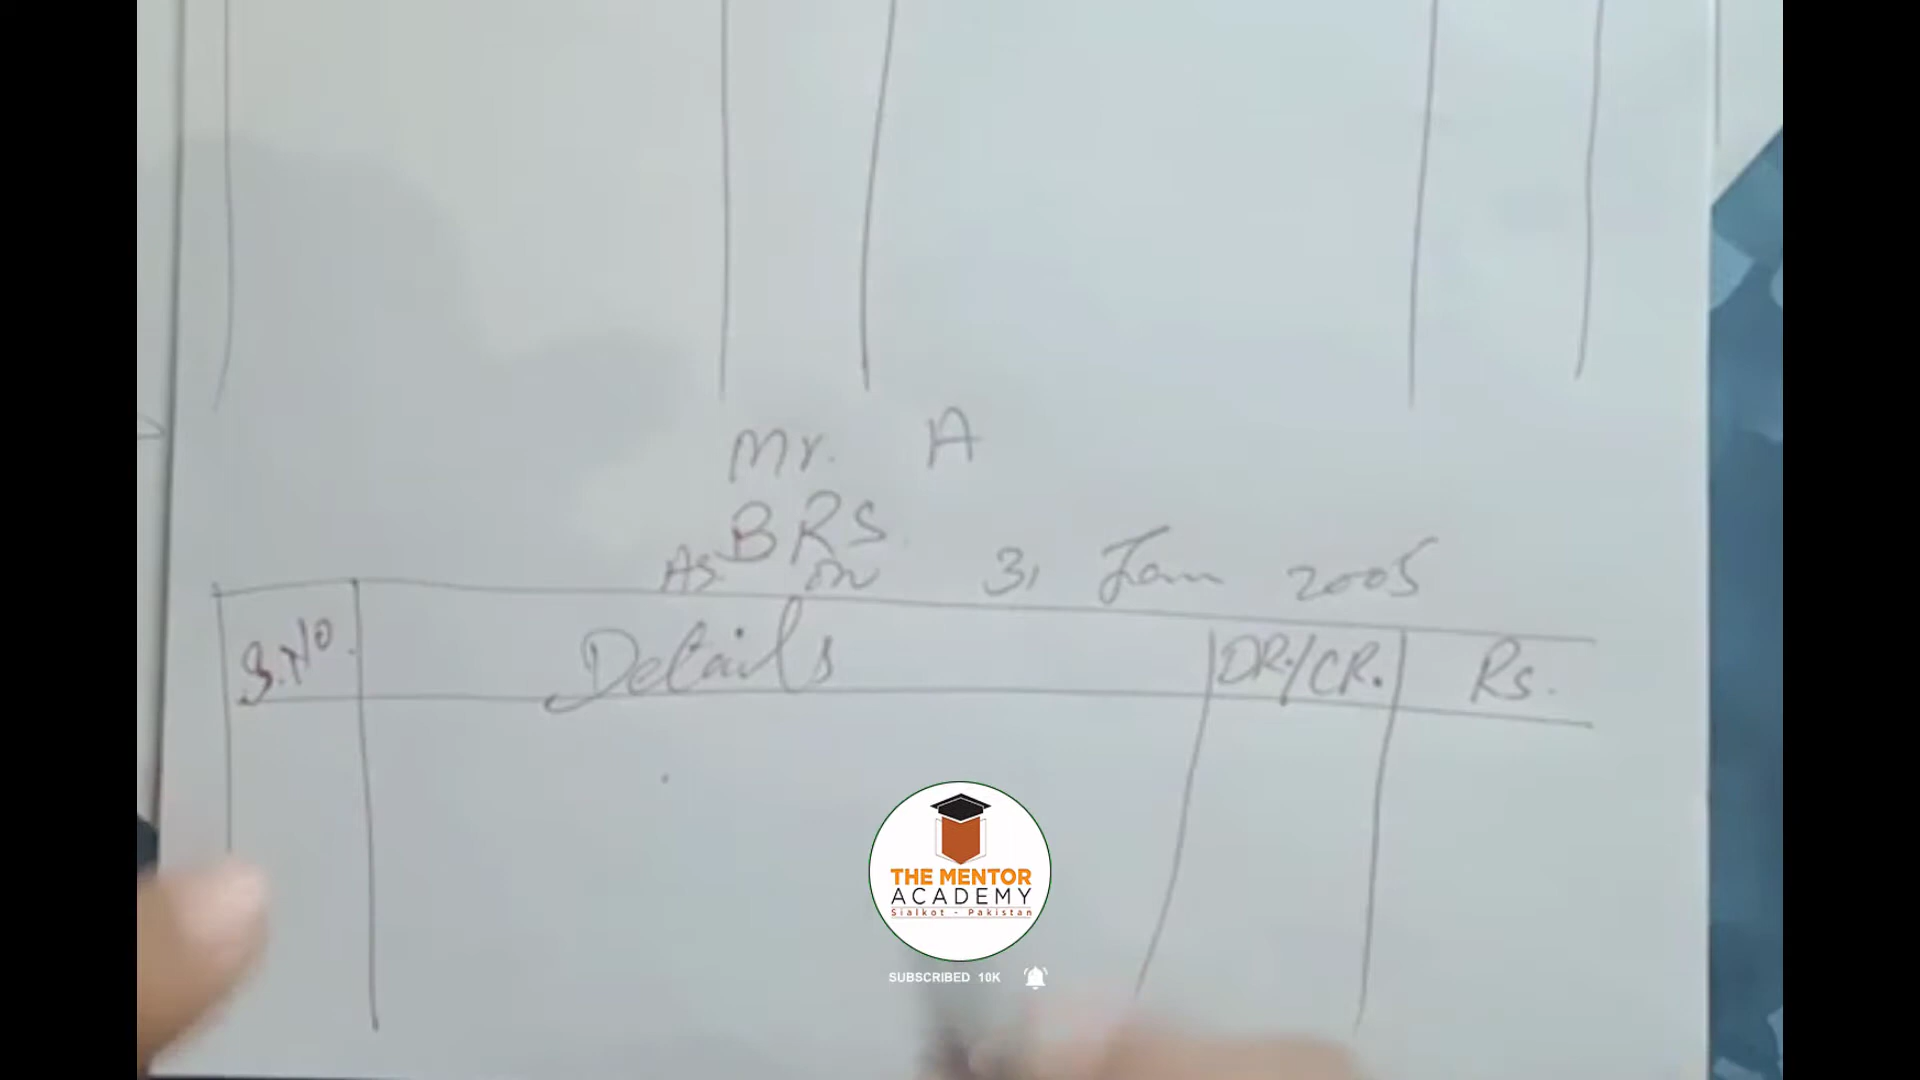 Mr. A
BRS
As on 31 Jan 2005
S.No. Details DR./CR. Rs.
THE MENTOR
ACADEMY
Sialkot - Pakistan
SUBSCRIBED 10K